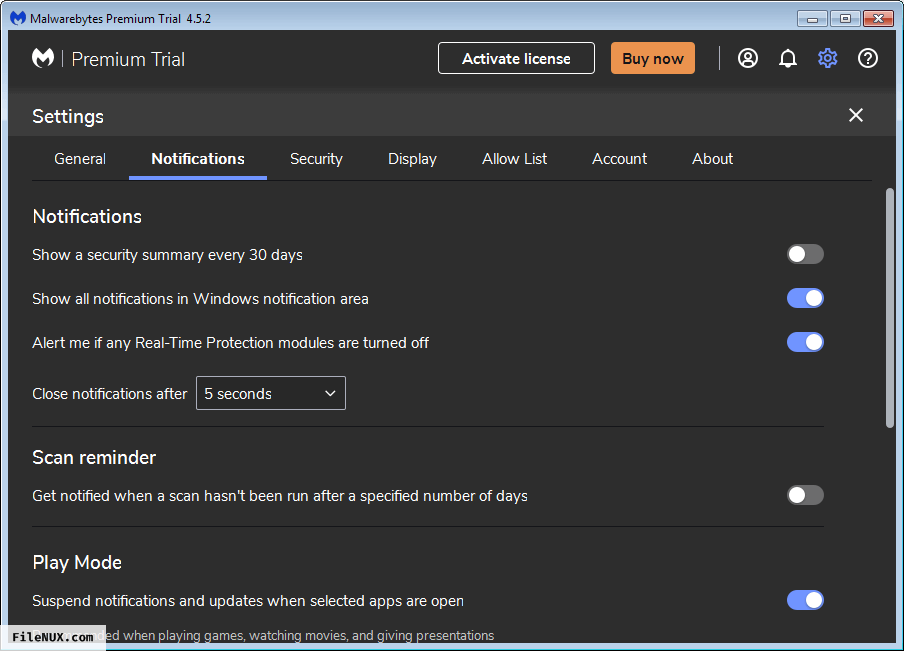 Malwarebytes Premium Trial 4.5.2
Premium Trial
Activate license
Buy now
Settings
General
Notifications
Security
Display
Allow List
Account
About
Notifications
Show a security summary every 30 days
Show all notifications in Windows notification area
Alert me if any Real-Time Protection modules are turned off
Close notifications after 5 seconds
Scan reminder
Get notified when a scan hasn't been run after a specified number of days
Play Mode
Suspend notifications and updates when selected apps are open
when playing games, watching movies, and giving presentations
FileNUX.com